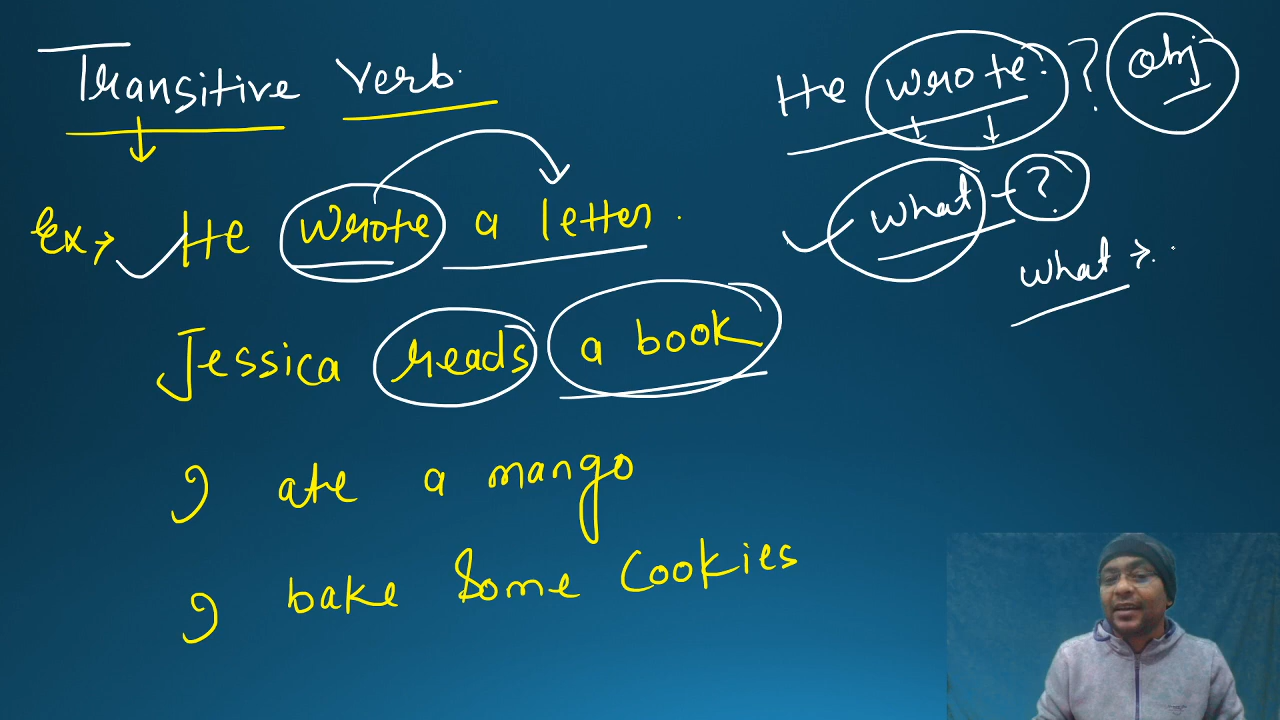 Transitive Verb.
He wrote? ? obj
what - ?
what →..
Ex→ He wrote a letter.
Jessica reads a book
I ate a mango
I bake Some Cookies